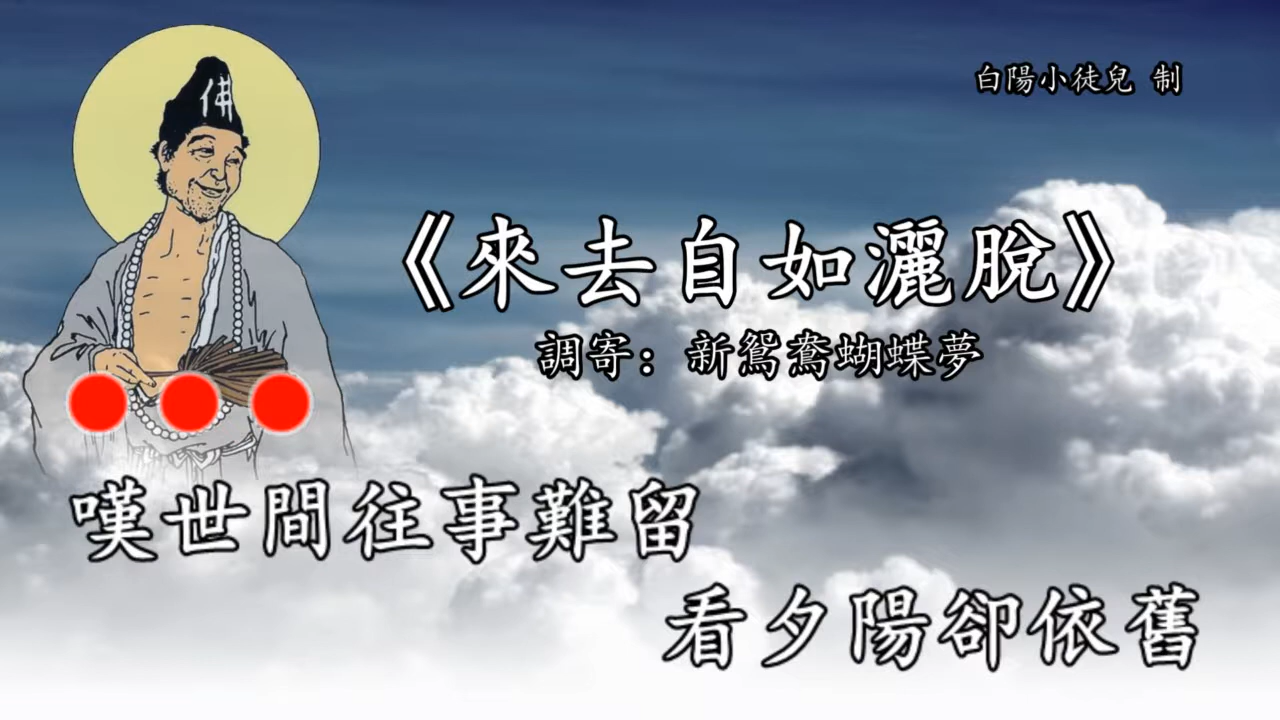 白陽小徒兒 制
佛
《來去自如灑脫》
調寄：新鴛鴦蝴蝶夢
嘆世間往事難留
看夕陽卻依舊